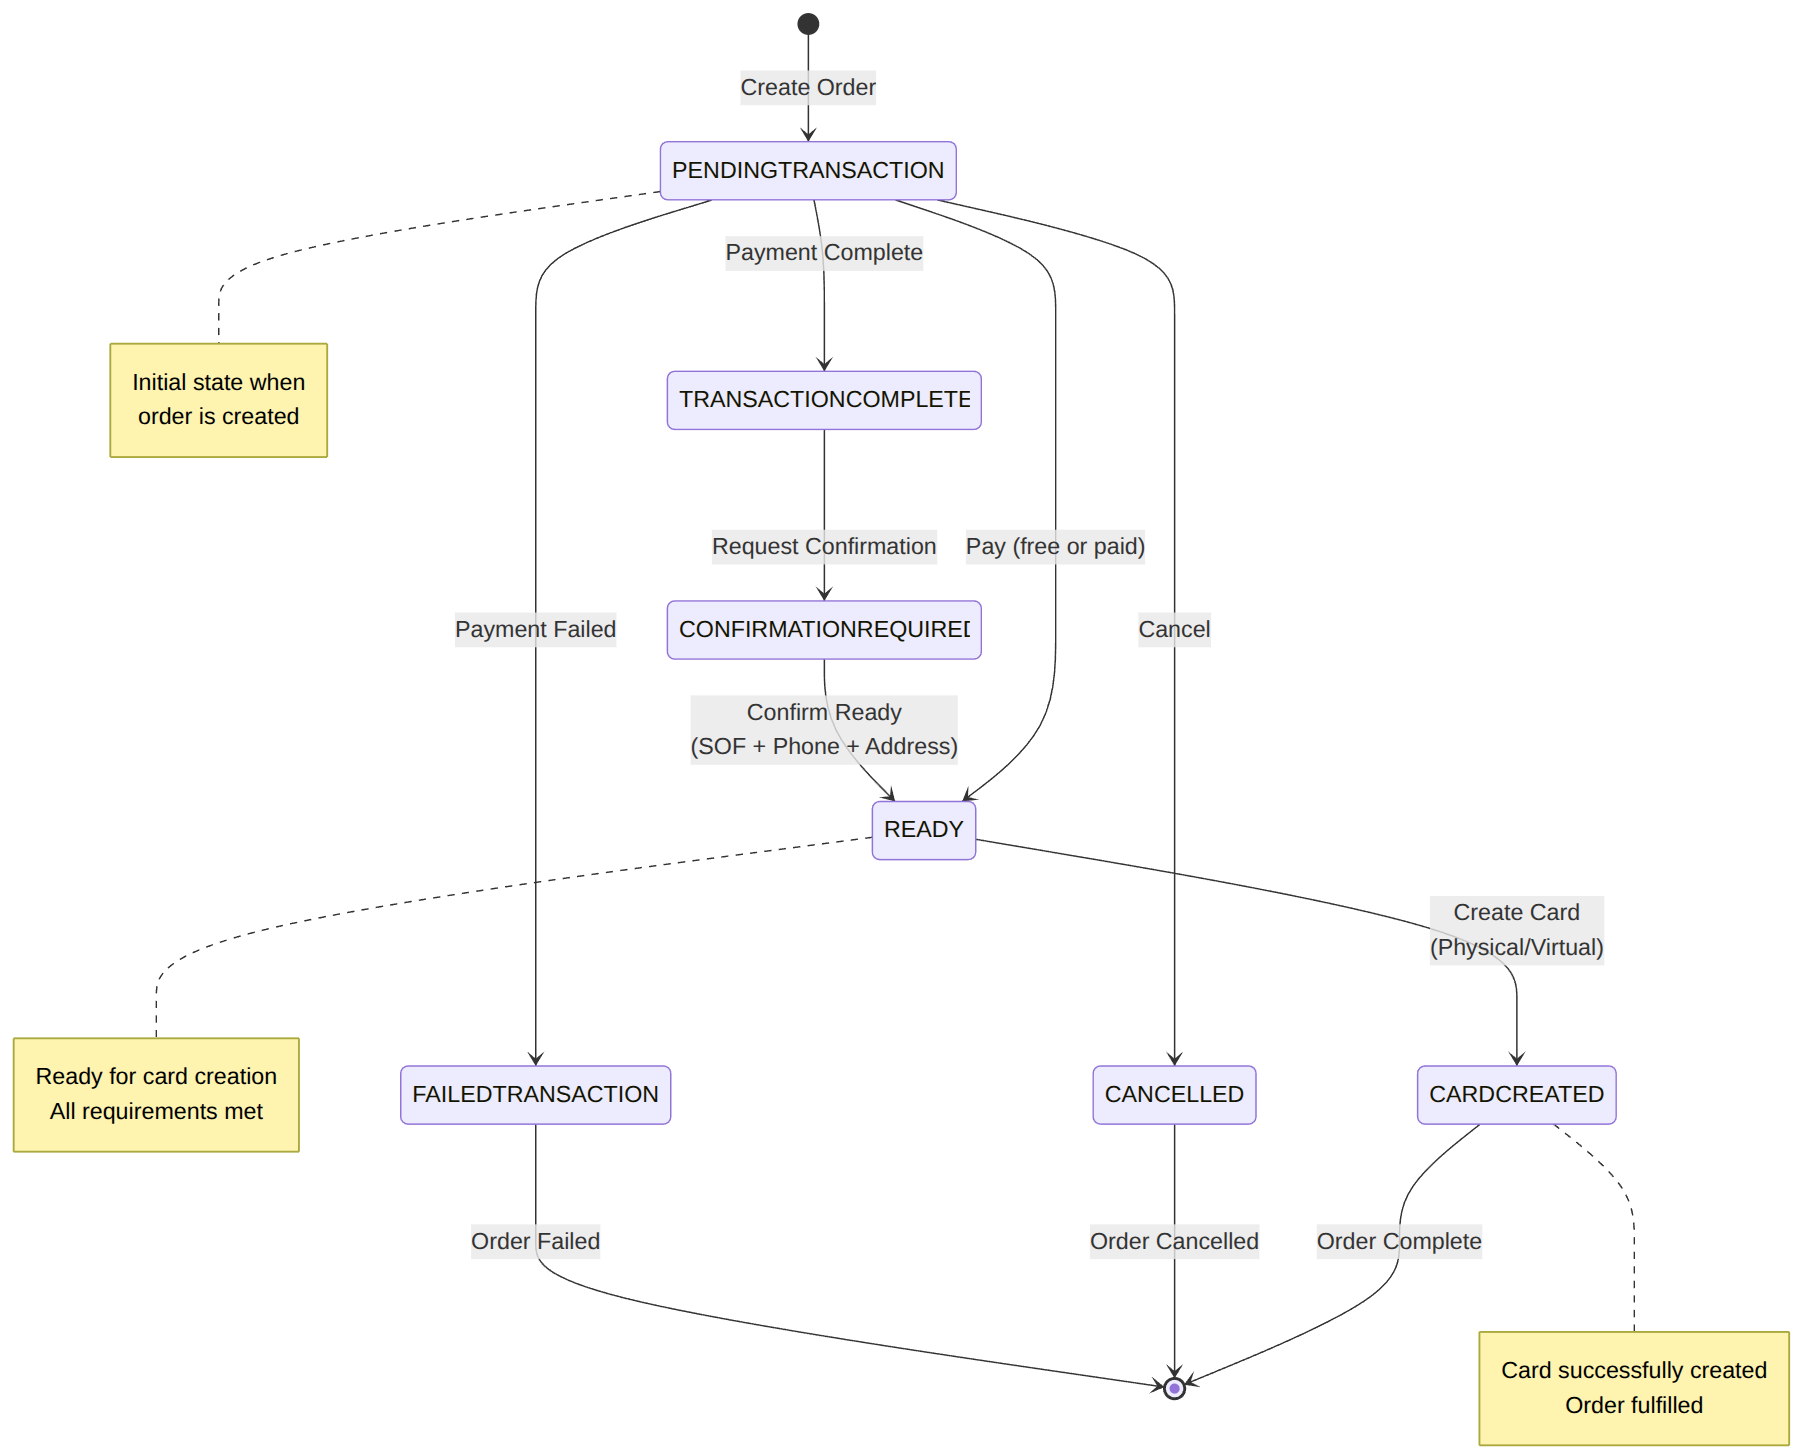 Create Order
PENDINGTRANSACTION
Payment Complete
Initial state when
order is created
TRANSACTIONCOMPLETE
Request Confirmation
Pay (free or paid)
CONFIRMATIONREQUIRED
Payment Failed
Cancel
Confirm Ready
(SOF + Phone + Address)
READY
Create Card
(Physical/Virtual)
Ready for card creation
All requirements met
FAILEDTRANSACTION
CANCELLED
CARDCREATED
Order Failed
Order Cancelled
Order Complete
Card successfully created
Order fulfilled